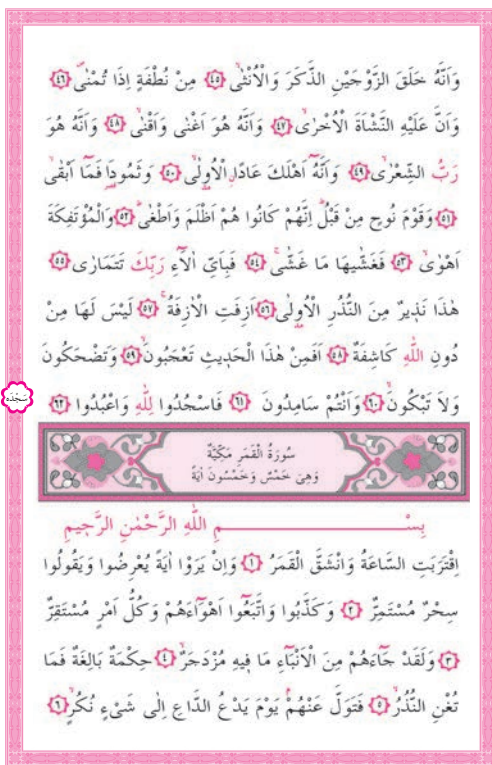 وَاَنَّهُ خَلَقَ الزَّوْجَيْنِ الذَّكَرَ وَالْاُنْثٰىۙ ﴿٤٥﴾ مِنْ نُطْفَةٍ اِذَا تُمْنٰىۖ ﴿٤٦﴾
وَاَنَّ عَلَيْهِ النَّشْاَةَ الْاُخْرٰىۙ ﴿٤٧﴾ وَاَنَّهُ هُوَ اَغْنٰى وَاَقْنٰىۙ ﴿٤٨﴾ وَاَنَّهُ هُوَ
رَبُّ الشِّعْرٰىۙ ﴿٤٩﴾ وَاَنَّهُٓ اَهْلَكَ عَادًاۨ الْاُو۫لٰىۙ ﴿٥٠﴾ وَثَمُودَا۬ فَمَٓا اَبْقٰىۙ
﴿٥١﴾ وَقَوْمَ نُوحٍ مِنْ قَبْلُۜ اِنَّهُمْ كَانُوا هُمْ اَظْلَمَ وَاَطْغٰىۜ ﴿٥٢﴾ وَالْمُؤْتَفِكَةَ
اَهْوٰىۙ ﴿٥٣﴾ فَغَشّٰيهَا مَا غَشّٰىۚ ﴿٥٤﴾ فَبِاَيِّ اٰلَٓاءِ رَبِّكَ تَتَمَارٰى ﴿٥٥﴾
هٰذَا نَذ۪يرٌ مِنَ النُّذُرِ الْاُو۫لٰى ﴿٥٦﴾ اَزِفَتِ الْاٰزِفَةُۚ ﴿٥٧﴾ لَيْسَ لَهَا مِنْ
دُونِ اللّٰهِ كَاشِفَةٌۜ ﴿٥٨﴾ اَفَمِنْ هٰذَا الْحَد۪يثِ تَعْجَبُونَۙ ﴿٥٩﴾ وَتَضْحَكُونَ
وَلَا تَبْكُونَۙ ﴿٦٠﴾ وَاَنْتُمْ سَامِدُونَ ﴿٦١﴾ فَاسْجُدُوا لِلّٰهِ وَاعْبُدُوا ﴿٦٢﴾
سَجْدَه
سُورَةُ الْقَمَرِ مَكِّيَّةٌ
وَهِيَ خَمْسٌ وَخَمْسُونَ اٰيَةً
بِسْمِ اللّٰهِ الرَّحْمٰنِ الرَّح۪يمِ
اِقْتَرَبَتِ السَّاعَةُ وَانْشَقَّ الْقَمَرُ ﴿١﴾ وَاِنْ يَرَوْا اٰيَةً يُعْرِضُوا وَيَقُولُوا
سِحْرٌ مُسْتَمِرٌّ ﴿٢﴾ وَكَذَّبُوا وَاتَّبَعُٓوا اَهْوَٓاءَهُمْ وَكُلُّ اَمْرٍ مُسْتَقِرٌّ
﴿٣﴾ وَلَقَدْ جَٓاءَهُمْ مِنَ الْاَنْبَٓاءِ مَا ف۪يهِ مُزْدَجَرٌۙ ﴿٤﴾ حِكْمَةٌ بَالِغَةٌ فَمَا
تُغْنِ النُّذُرُۙ ﴿٥﴾ فَتَوَلَّ عَنْهُمْۢ يَوْمَ يَدْعُ الدَّاعِ اِلٰى شَيْءٍ نُكُرٍۙ ﴿٦﴾